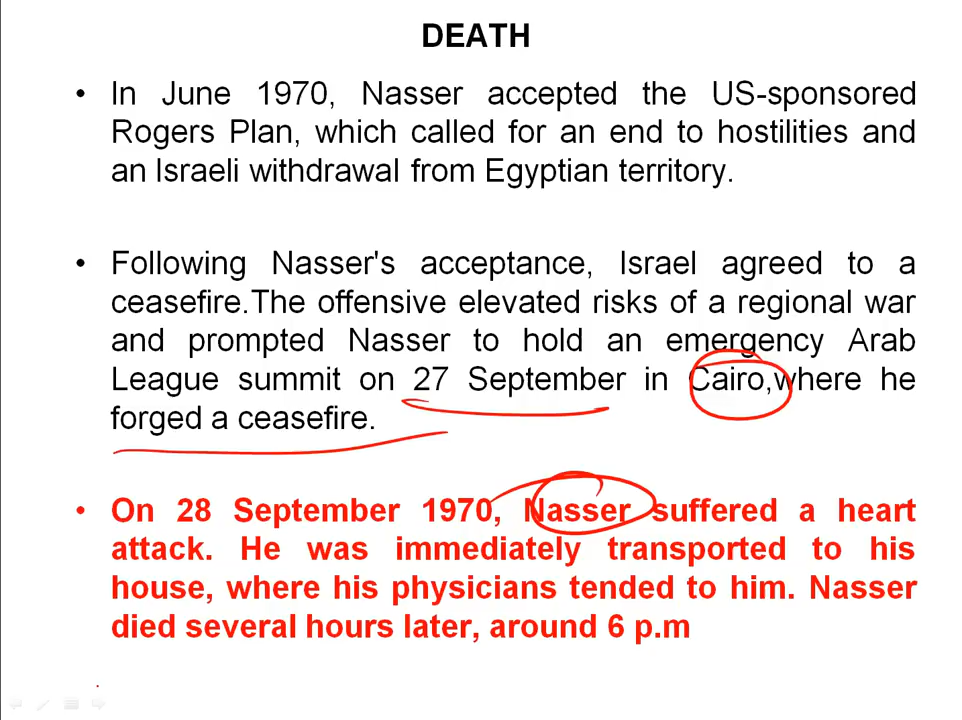 DEATH
• In June 1970, Nasser accepted the US-sponsored
Rogers Plan, which called for an end to hostilities and
an Israeli withdrawal from Egyptian territory.
• Following Nasser's acceptance, Israel agreed to a
ceasefire.The offensive elevated risks of a regional war
and prompted Nasser to hold an emergency Arab
League summit on 27 September in Cairo,where he
forged a ceasefire.
• On 28 September 1970, Nasser suffered a heart
attack. He was immediately transported to his
house, where his physicians tended to him. Nasser
died several hours later, around 6 p.m